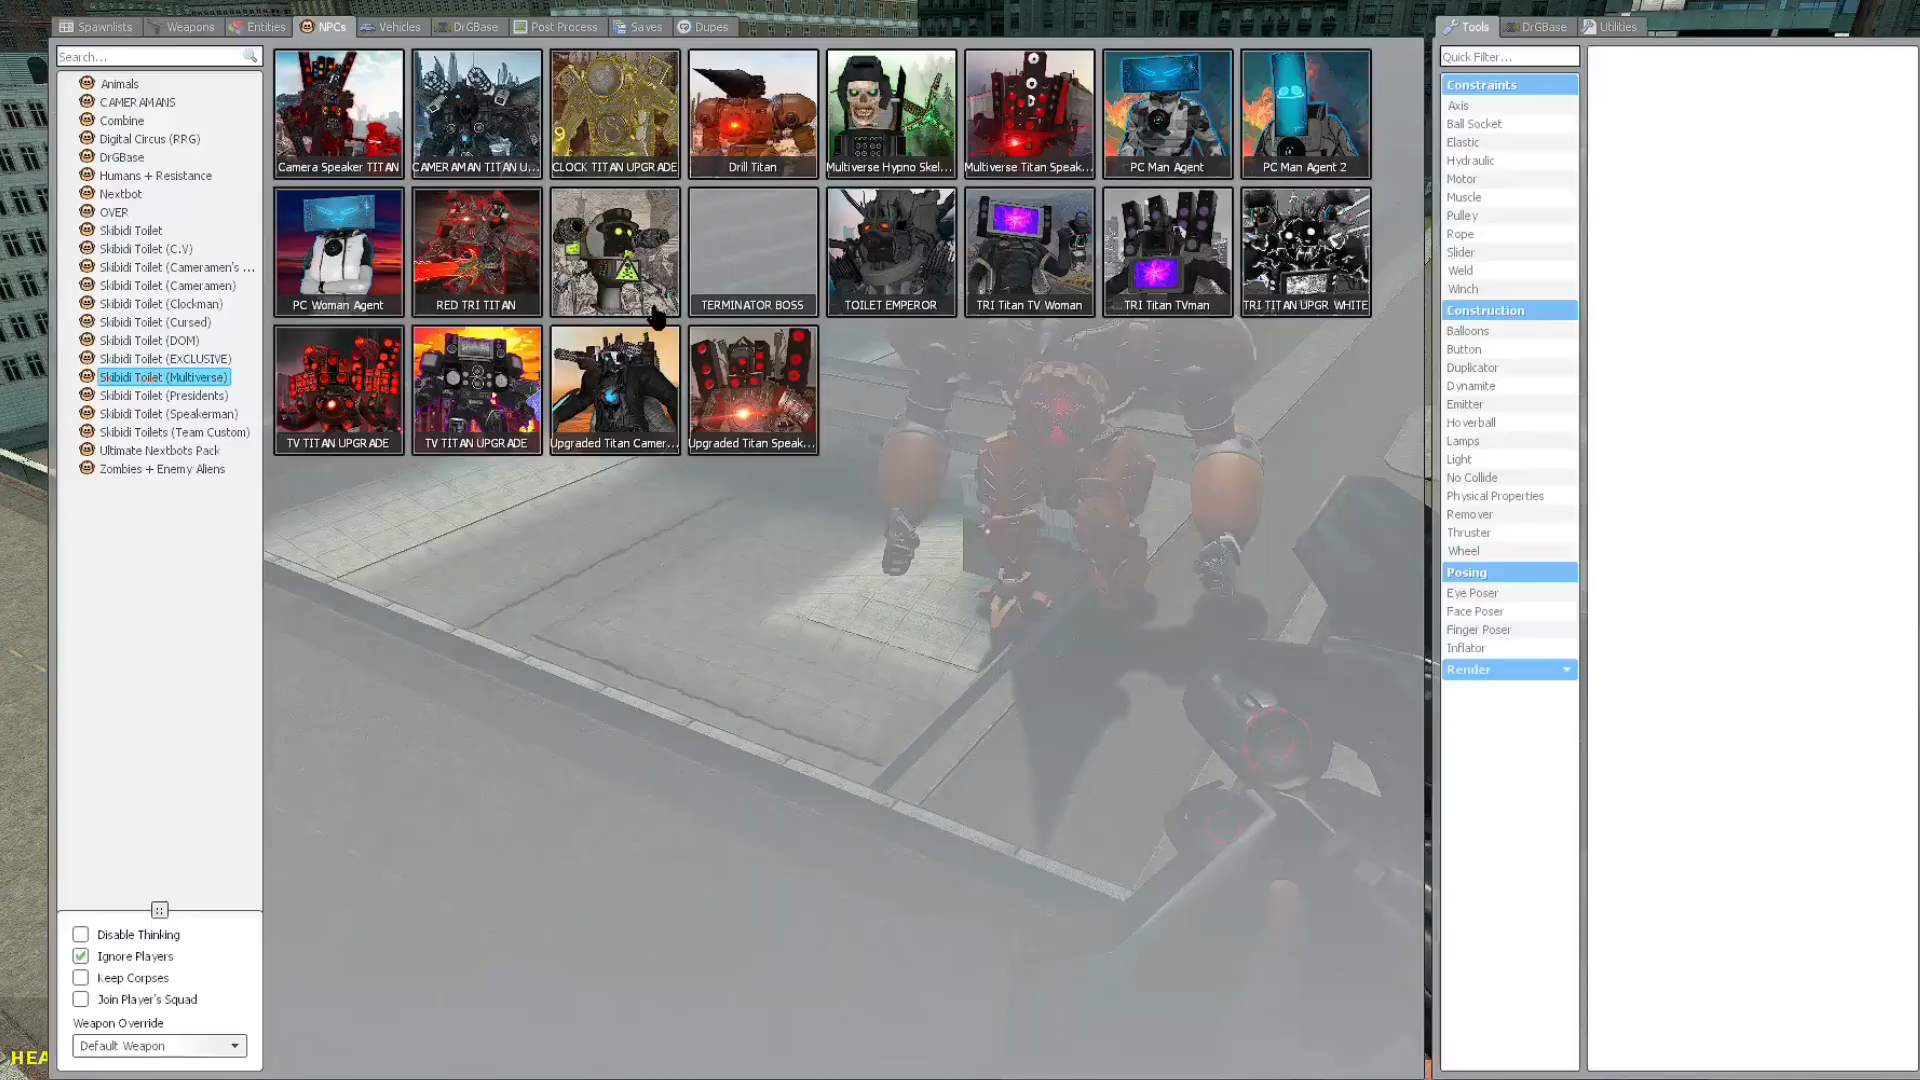 Spawnlists Weapons Entities NPCs Vehicles DrGBase Post Process Saves Dupes
Search...
Animals
CAMERAMANS
Combine
Digital Circus (RRG)
DrGBase
Humans + Resistance
Nextbot
OVER
Skibidi Toilet
Skibidi Toilet (C.V)
Skibidi Toilet (Cameramen's ...
Skibidi Toilet (Cameramen)
Skibidi Toilet (Clockman)
Skibidi Toilet (Cursed)
Skibidi Toilet (DOM)
Skibidi Toilet (EXCLUSIVE)
Skibidi Toilet (Multiverse)
Skibidi Toilet (Presidents)
Skibidi Toilet (Speakerman)
Skibidi Toilets (Team Custom)
Ultimate Nextbots Pack
Zombies + Enemy Aliens
Disable Thinking
Ignore Players
Keep Corpses
Join Player's Squad
Weapon Override
Default Weapon
HEA
9
Camera Speaker TITAN CAMERAMAN TITAN U... CLOCK TITAN UPGRADE Drill Titan Multiverse Hypno Skel... Multiverse Titan Speak... PC Man Agent PC Man Agent 2
PC Woman Agent RED TRI TITAN TERMINATOR BOSS TOILET EMPEROR TRI Titan TV Woman TRI Titan TVman TRI TITAN UPGR WHITE
TV TITAN UPGRADE TV TITAN UPGRADE Upgraded Titan Camer... Upgraded Titan Speak...
Tools DrGBase Utilities
Quick Filter...
Constraints
Axis
Ball Socket
Elastic
Hydraulic
Motor
Muscle
Pulley
Rope
Slider
Weld
Winch
Construction
Balloons
Button
Duplicator
Dynamite
Emitter
Hoverball
Lamps
Light
No Collide
Physical Properties
Remover
Thruster
Wheel
Posing
Eye Poser
Face Poser
Finger Poser
Inflator
Render